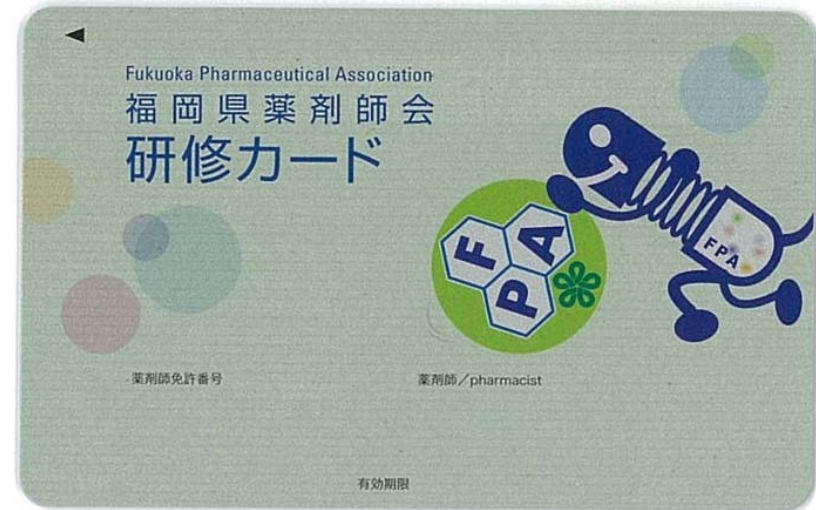 Fukuoka Pharmaceutical Association
福岡県薬剤師会
研修カード
FPA
FPA
薬剤師免許番号
薬剤師／pharmacist
有効期限